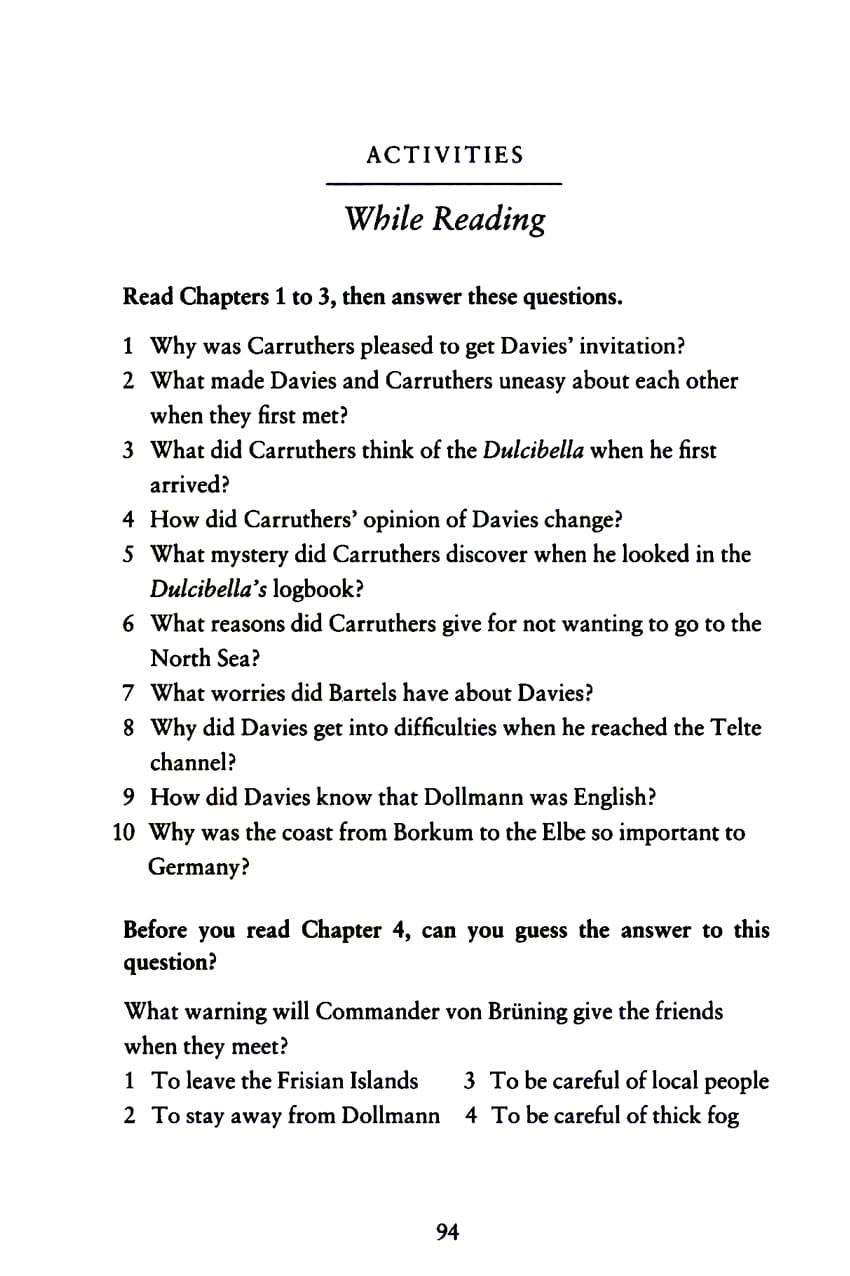 ACTIVITIES
While Reading
Read Chapters 1 to 3, then answer these questions.
1 Why was Carruthers pleased to get Davies’ invitation?
2 What made Davies and Carruthers uneasy about each other
when they first met?
3 What did Carruthers think of the Dulcibella when he first
arrived?
4 How did Carruthers’ opinion of Davies change?
5 What mystery did Carruthers discover when he looked in the
Dulcibella’s logbook?
6 What reasons did Carruthers give for not wanting to go to the
North Sea?
7 What worries did Bartels have about Davies?
8 Why did Davies get into difficulties when he reached the Telte
channel?
9 How did Davies know that Dollmann was English?
10 Why was the coast from Borkum to the Elbe so important to
Germany?
Before you read Chapter 4, can you guess the answer to this
question?
What warning will Commander von Brüning give the friends
when they meet?
1 To leave the Frisian Islands 3 To be careful of local people
2 To stay away from Dollmann 4 To be careful of thick fog
94